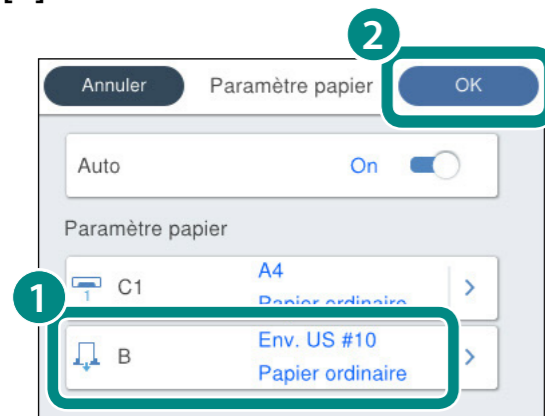 2
Annuler Paramètre papier OK
Auto On
Paramètre papier
1 C1 A4
Papier ordinaire
1
B Env. US #10
Papier ordinaire